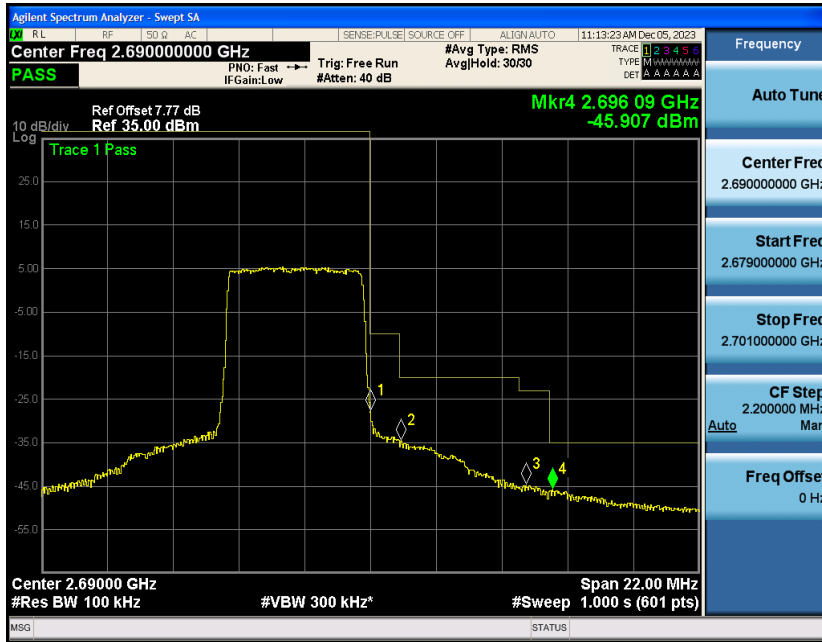 Agilent Spectrum Analyzer - Swept SA
RL RF 50 Ω AC SENSE:PULSE SOURCE OFF ALIGN AUTO 11:13:23 AM Dec 05, 2023
Center Freq 2.690000000 GHz
PASS
PNO: Fast
IFGain:Low
Trig: Free Run
#Atten: 40 dB
#Avg Type: RMS
Avg|Hold: 30/30
TRACE 1 2 3 4 5 6
TYPE M
DET A A A A A A
Mkr4 2.696 09 GHz
-45.907 dBm
Ref Offset 7.77 dB
10 dB/div Ref 35.00 dBm
Log
Trace 1 Pass
25.0
15.0
5.00
-5.00
-15.0
-25.0
-35.0
-45.0
-55.0
1
2
3
4
Center 2.69000 GHz Span 22.00 MHz
#Res BW 100 kHz #VBW 300 kHz* #Sweep 1.000 s (601 pts)
MSG STATUS
Frequency
Auto Tune
Center Freq
2.690000000 GHz
Start Freq
2.679000000 GHz
Stop Freq
2.701000000 GHz
CF Step
2.200000 MHz
Auto Man
Freq Offset
0 Hz